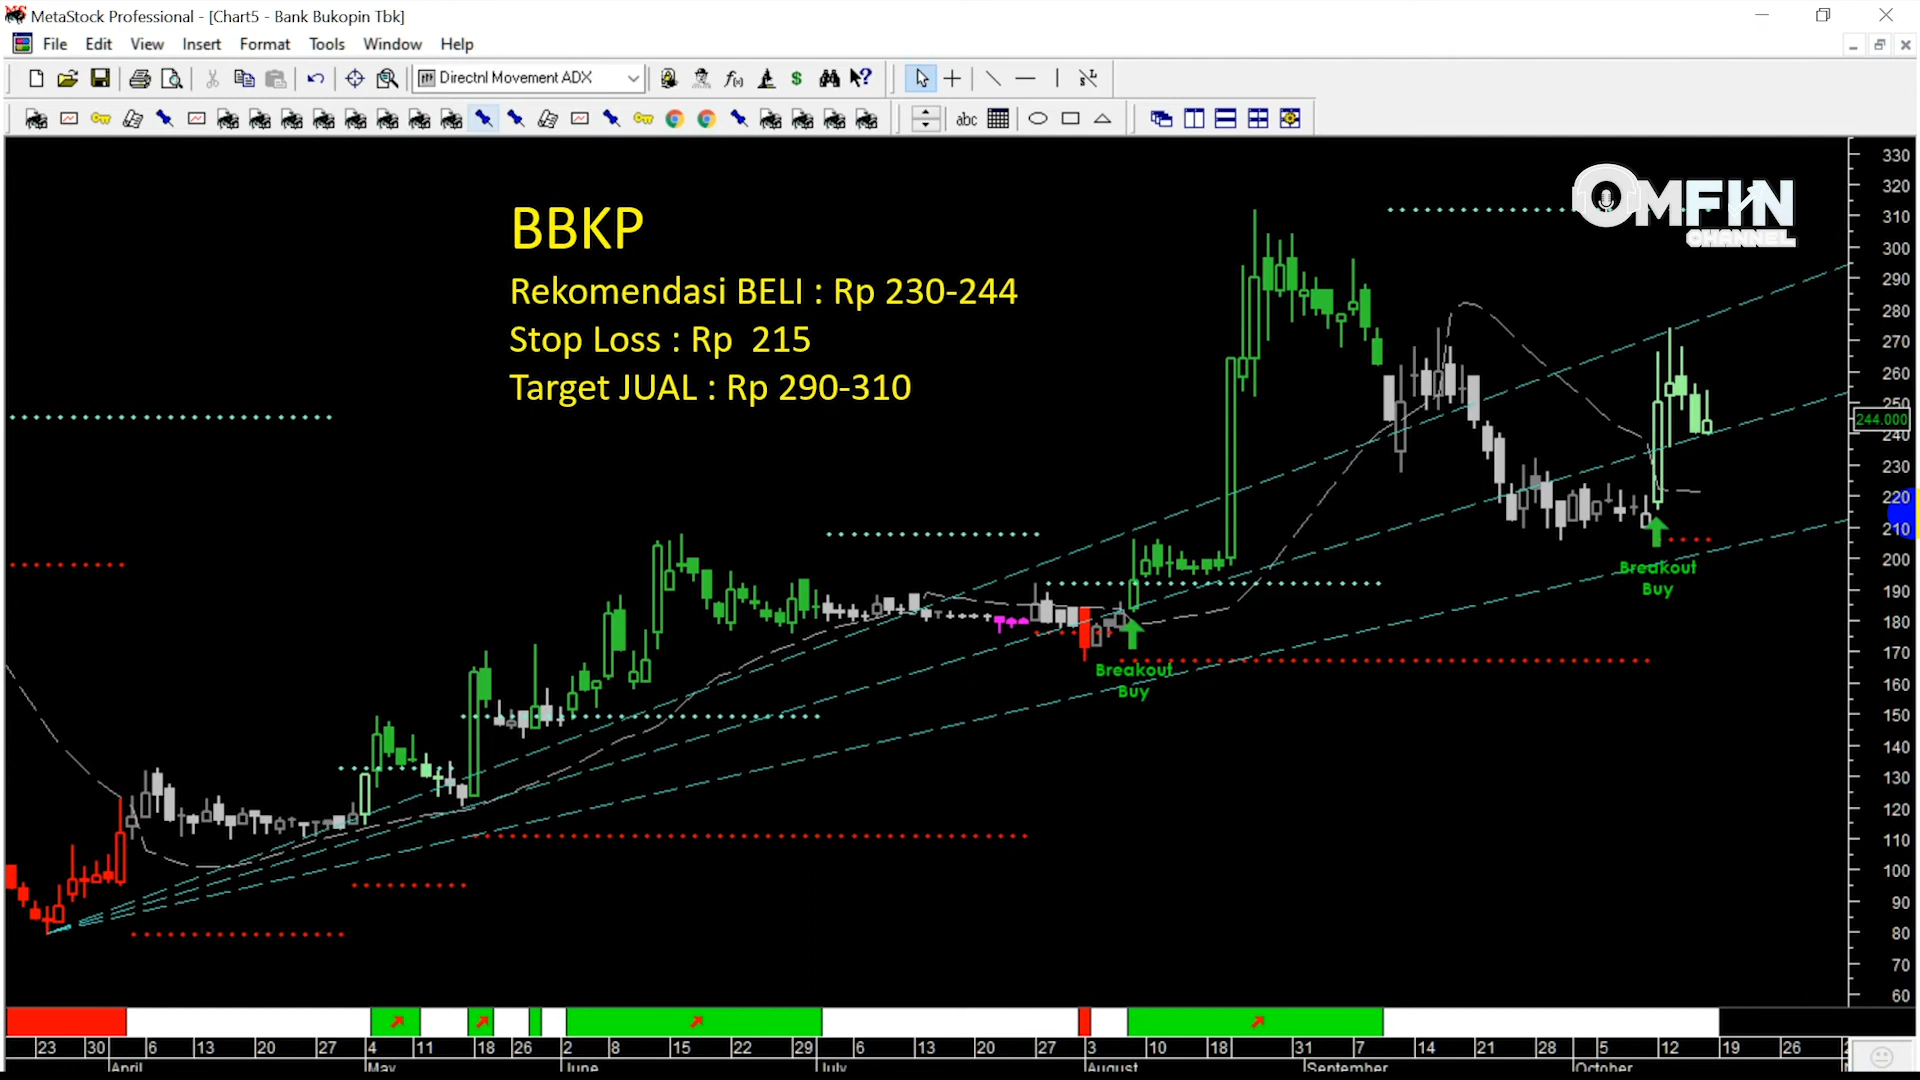 MetaStock Professional - [Chart5 - Bank Bukopin Tbk]
File Edit View Insert Format Tools Window Help
Directnl Movement ADX
abc
OMFIN
CHANNEL
BBKP
Rekomendasi BELI : Rp 230-244
Stop Loss : Rp 215
Target JUAL : Rp 290-310
330
320
310
300
290
280
270
260
250
244.000
240
230
220
210
200
190
180
170
160
150
140
130
120
110
100
90
80
70
60
Breakout
Buy
Breakout
Buy
23 30 6 13 20 27 4 11 18 26 2 8 15 22 29 6 13 20 27 3 10 18 31 7 14 21 28 5 12 19 26
April May June July August September October